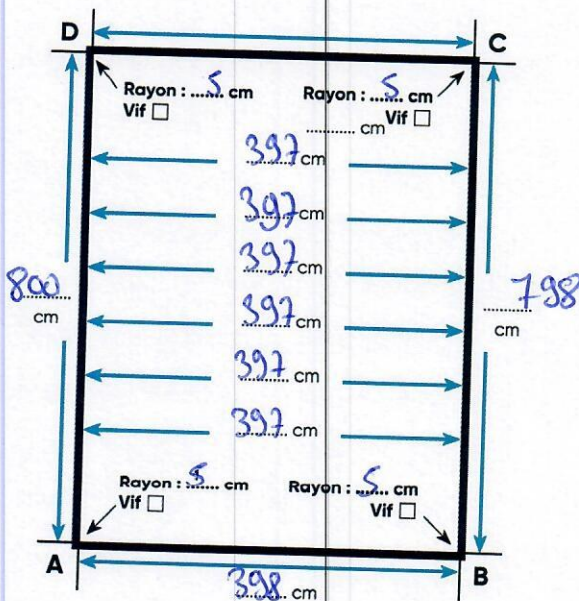 D C
Rayon : 5 cm Rayon : 5 cm
Vif ☐ Vif ☐
........... cm
397 cm
397 cm
397 cm
800 cm 397 cm 798 cm
397 cm
397 cm
Rayon : 5 cm Rayon : 5 cm
Vif ☐ Vif ☐
A B
398 cm